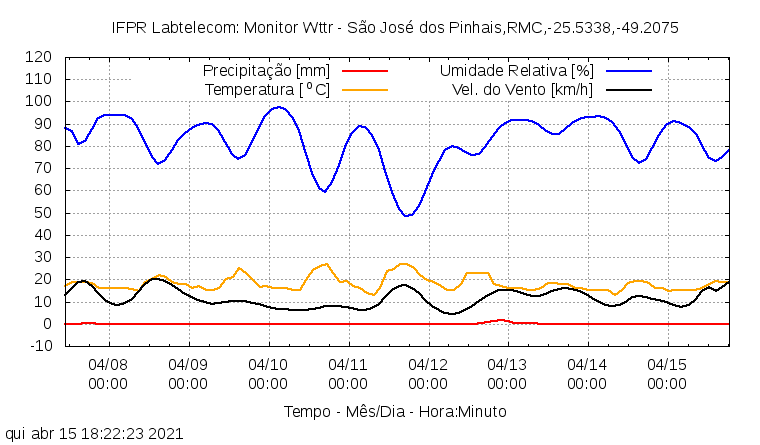 IFPR Labtelecom: Monitor Wttr - São José dos Pinhais,RMC,-25.5338,-49.2075
120
110
100
90
80
70
60
50
40
30
20
10
0
-10
Precipitação [mm]
Umidade Relativa [%]
Temperatura [⁰C]
Vel. do Vento [km/h]
04/08 04/09 04/10 04/11 04/12 04/13 04/14 04/15
00:00 00:00 00:00 00:00 00:00 00:00 00:00 00:00
Tempo - Mês/Dia - Hora:Minuto
qui abr 15 18:22:23 2021